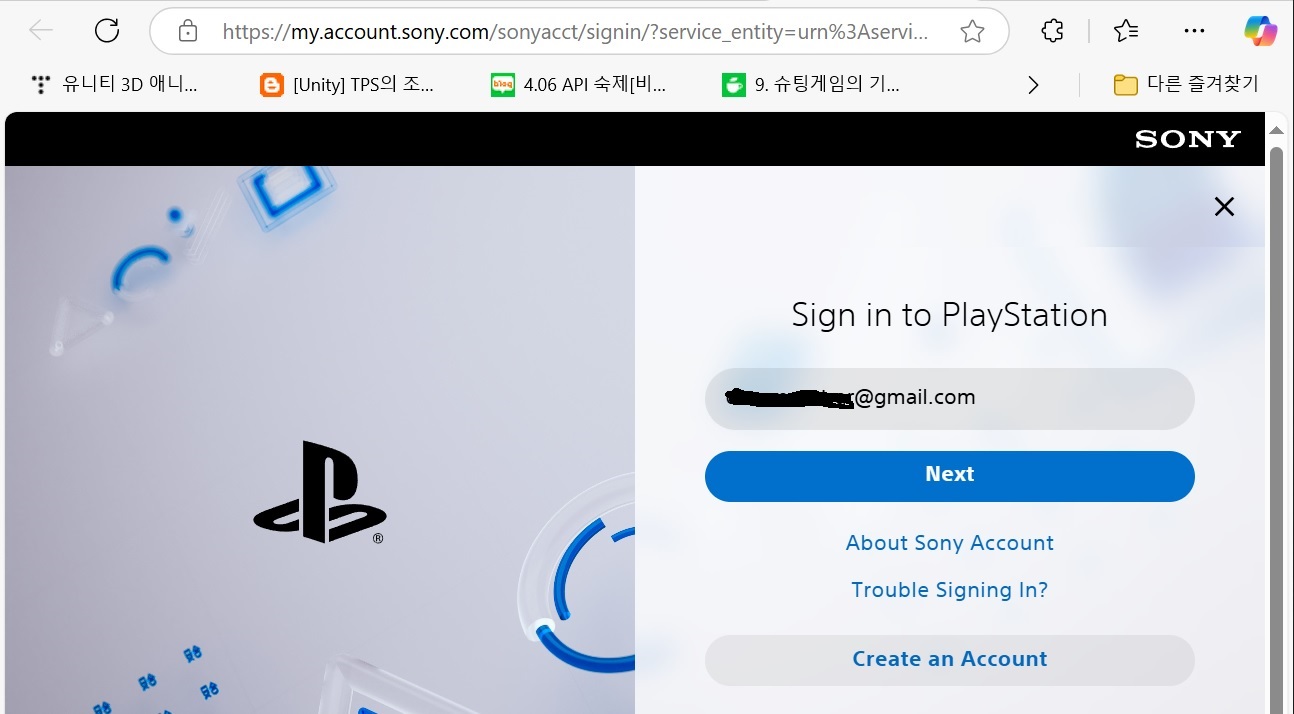 https://my.account.sony.com/sonyacct/signin/?service_entity=urn%3Aservi...
유니티 3D 애니...
[Unity] TPS의 조...
blog
4.06 API 숙제[비...
9. 슈팅게임의 기...
다른 즐겨찾기
SONY
Sign in to PlayStation
@gmail.com
Next
About Sony Account
Trouble Signing In?
Create an Account
®